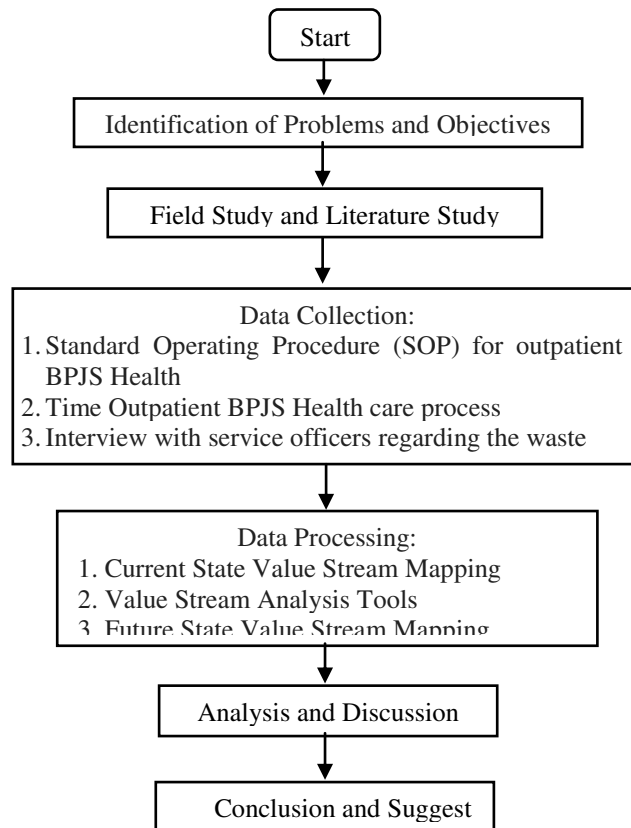 Start
Identification of Problems and Objectives
Field Study and Literature Study
Data Collection:
1. Standard Operating Procedure (SOP) for outpatient
BPJS Health
2. Time Outpatient BPJS Health care process
3. Interview with service officers regarding the waste
Data Processing:
1. Current State Value Stream Mapping
2. Value Stream Analysis Tools
3. Future State Value Stream Mapping
Analysis and Discussion
Conclusion and Suggest